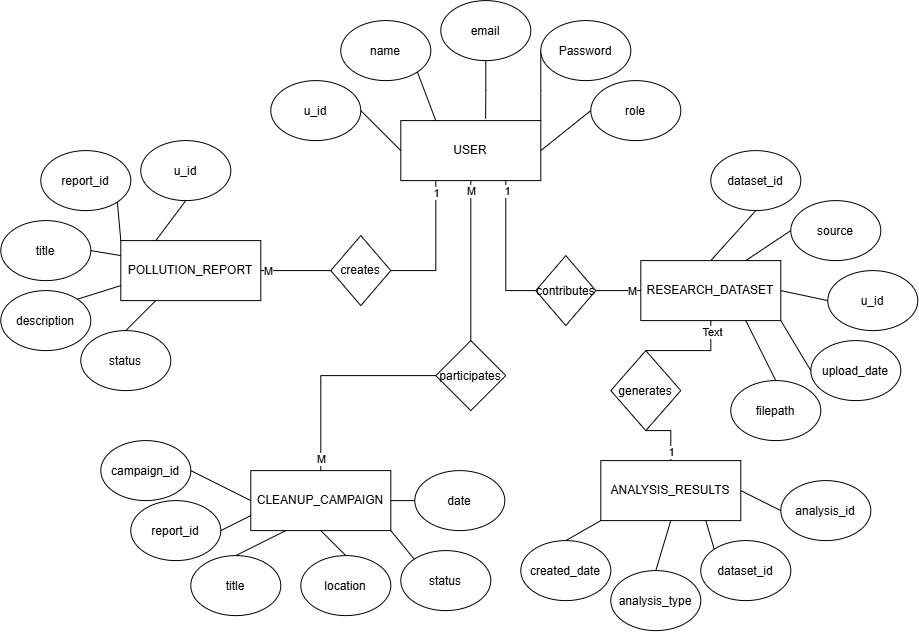 email
name
Password
u_id
role
USER
report_id
u_id
dataset_id
1
M
1
source
title
POLLUTION_REPORT
M
creates
contributes
M
RESEARCH_DATASET
u_id
description
status
Text
upload_date
participates
generates
filepath
M
1
campaign_id
CLEANUP_CAMPAIGN
date
ANALYSIS_RESULTS
analysis_id
report_id
title
location
status
created_date
analysis_type
dataset_id